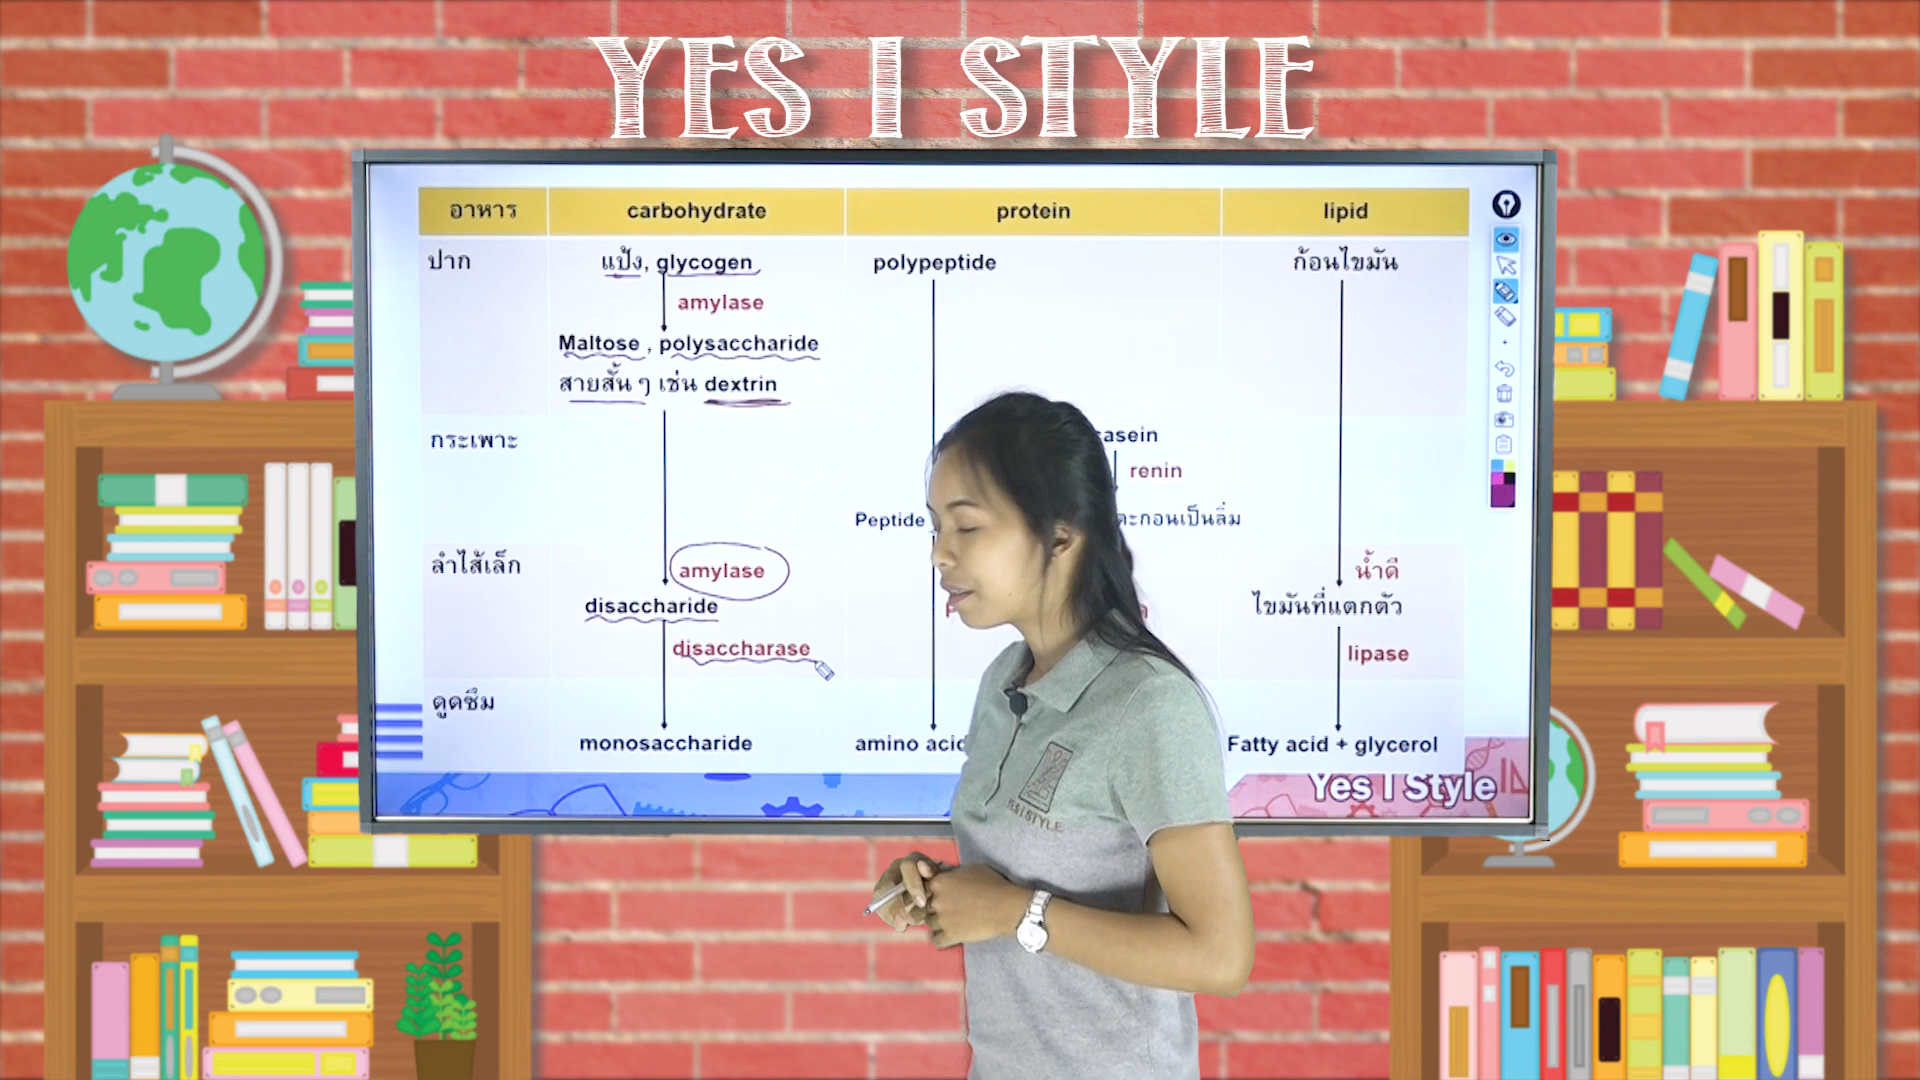 YES I STYLE
อาหาร carbohydrate protein lipid
ปาก แป้ง, glycogen polypeptide ก้อนไขมัน
amylase
Maltose , polysaccharide
สายสั้น ๆ เช่น dextrin
กระเพาะ casein
renin
Peptide ตะกอนเป็นลิ่ม
ลำไส้เล็ก amylase น้ำดี
disaccharide ไขมันที่แตกตัว
disaccharase lipase
ดูดซึม
monosaccharide amino acid Fatty acid + glycerol
Yes I Style
YES I STYLE